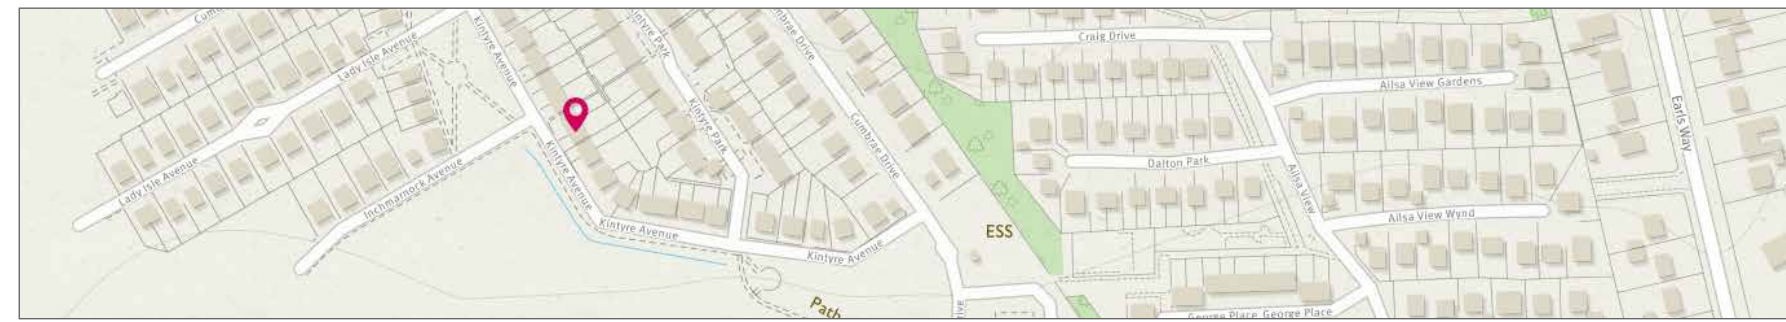 Cum
Lady Isle Avenue
Kintyre Avenue
Kintyre Park
Cumbrae Drive
Craig Drive
Ailsa View Gardens
Earls Way
Kintyre Park
Cumbrae Drive
Kintyre Avenue
Dalton Park
Ailsa View
Lady Isle Avenue
Inchmarnock Avenue
Ailsa View Wynd
Kintyre Avenue
ESS
Kintyre Avenue
Path
rive
George Place George Place